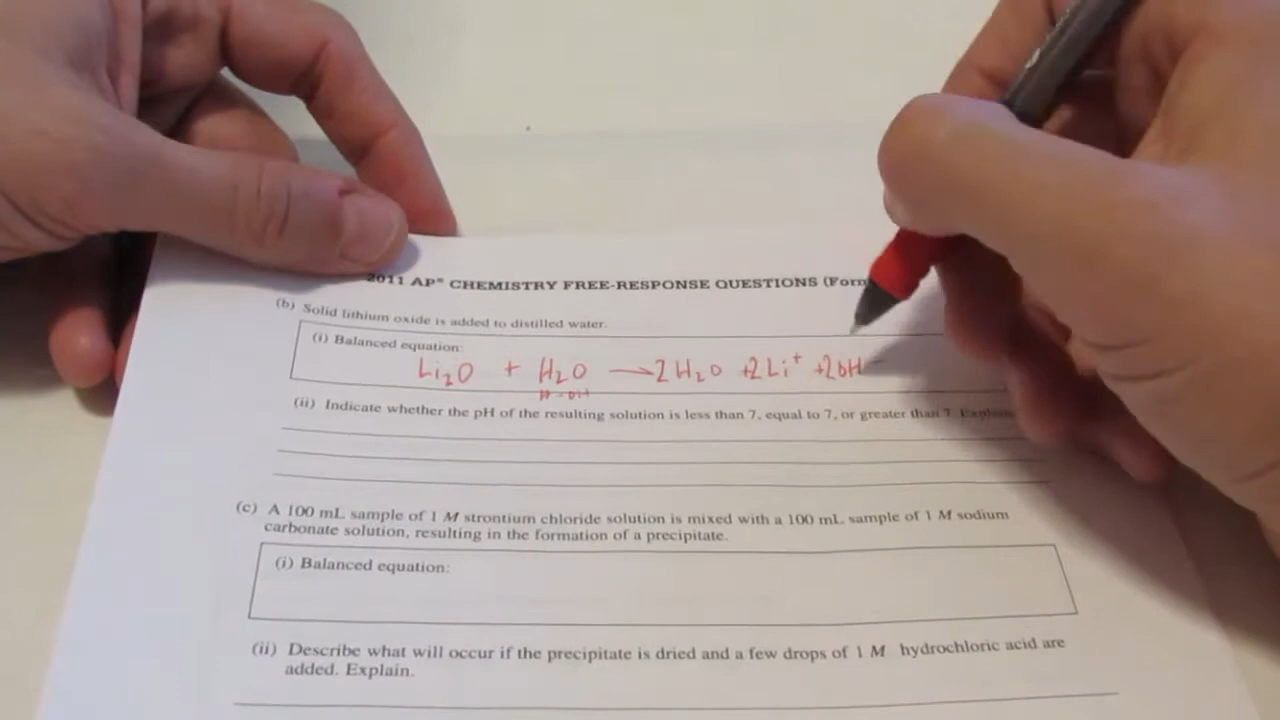 2011 AP® CHEMISTRY FREE-RESPONSE QUESTIONS (Form
(b) Solid lithium oxide is added to distilled water.
(i) Balanced equation:
Li₂O + H₂O → 2H₂O + 2Li⁺ + 2OH⁻
H - OH
(ii) Indicate whether the pH of the resulting solution is less than 7, equal to 7, or greater than 7. Explain
(c) A 100 mL sample of 1 M strontium chloride solution is mixed with a 100 mL sample of 1 M sodium
carbonate solution, resulting in the formation of a precipitate.
(i) Balanced equation:
(ii) Describe what will occur if the precipitate is dried and a few drops of 1 M hydrochloric acid are
added. Explain.